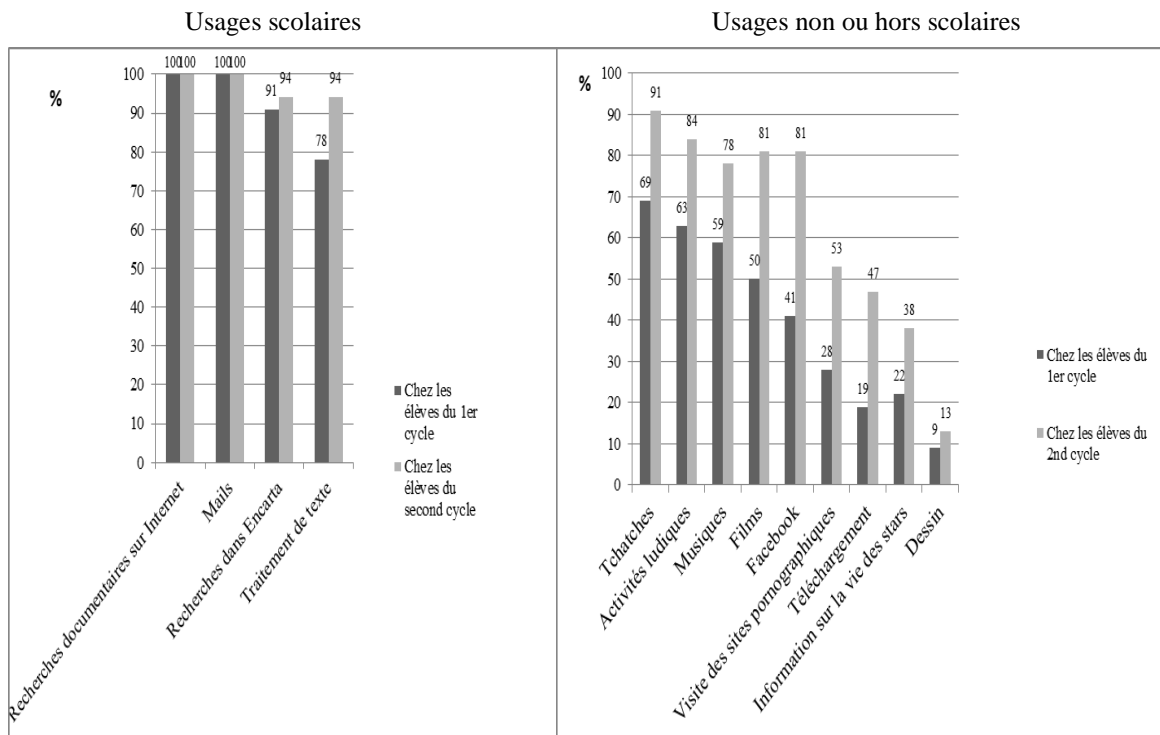 Usages scolaires
Usages non ou hors scolaires
%
100
90
80
70
60
50
40
30
20
10
0
100
100
100
100
91
94
78
94
Recherches documentaires sur Internet
Mails
Recherches dans Encarta
Traitement de texte
Chez les
élèves du 1er
cycle
Chez les
élèves du
second cycle
%
100
90
80
70
60
50
40
30
20
10
0
69
91
63
84
59
78
50
81
41
81
28
53
19
47
22
38
9
13
Tchatches
Activités ludiques
Musiques
Films
Facebook
Visite des sites pornographiques
Téléchargement
Information sur la vie des stars
Dessin
Chez les élèves du
1er cycle
Chez les élèves du
2nd cycle